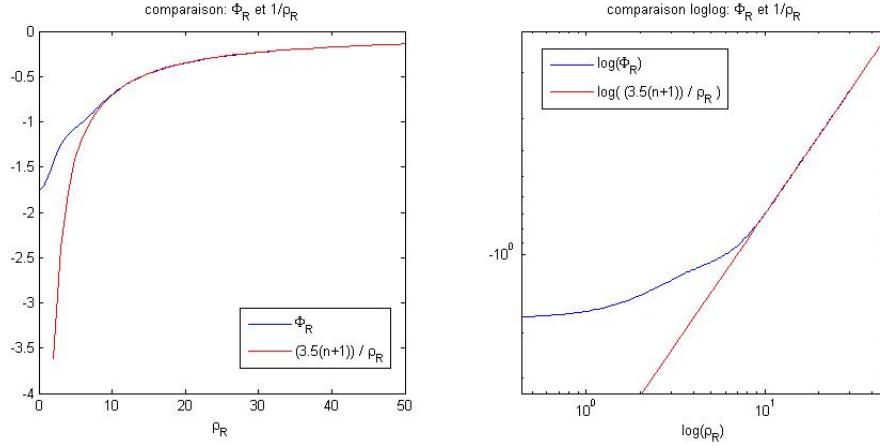 comparaison: Φ_R et 1/ρ_R
0
-0.5
-1
-1.5
-2
-2.5
-3
-3.5
-4
0
10
20
30
40
50
ρ_R
Φ_R
(3.5(n+1)) / ρ_R
comparaison loglog: Φ_R et 1/ρ_R
log(Φ_R)
log( (3.5(n+1)) / ρ_R )
-10^0
10^0
10^1
log(ρ_R)